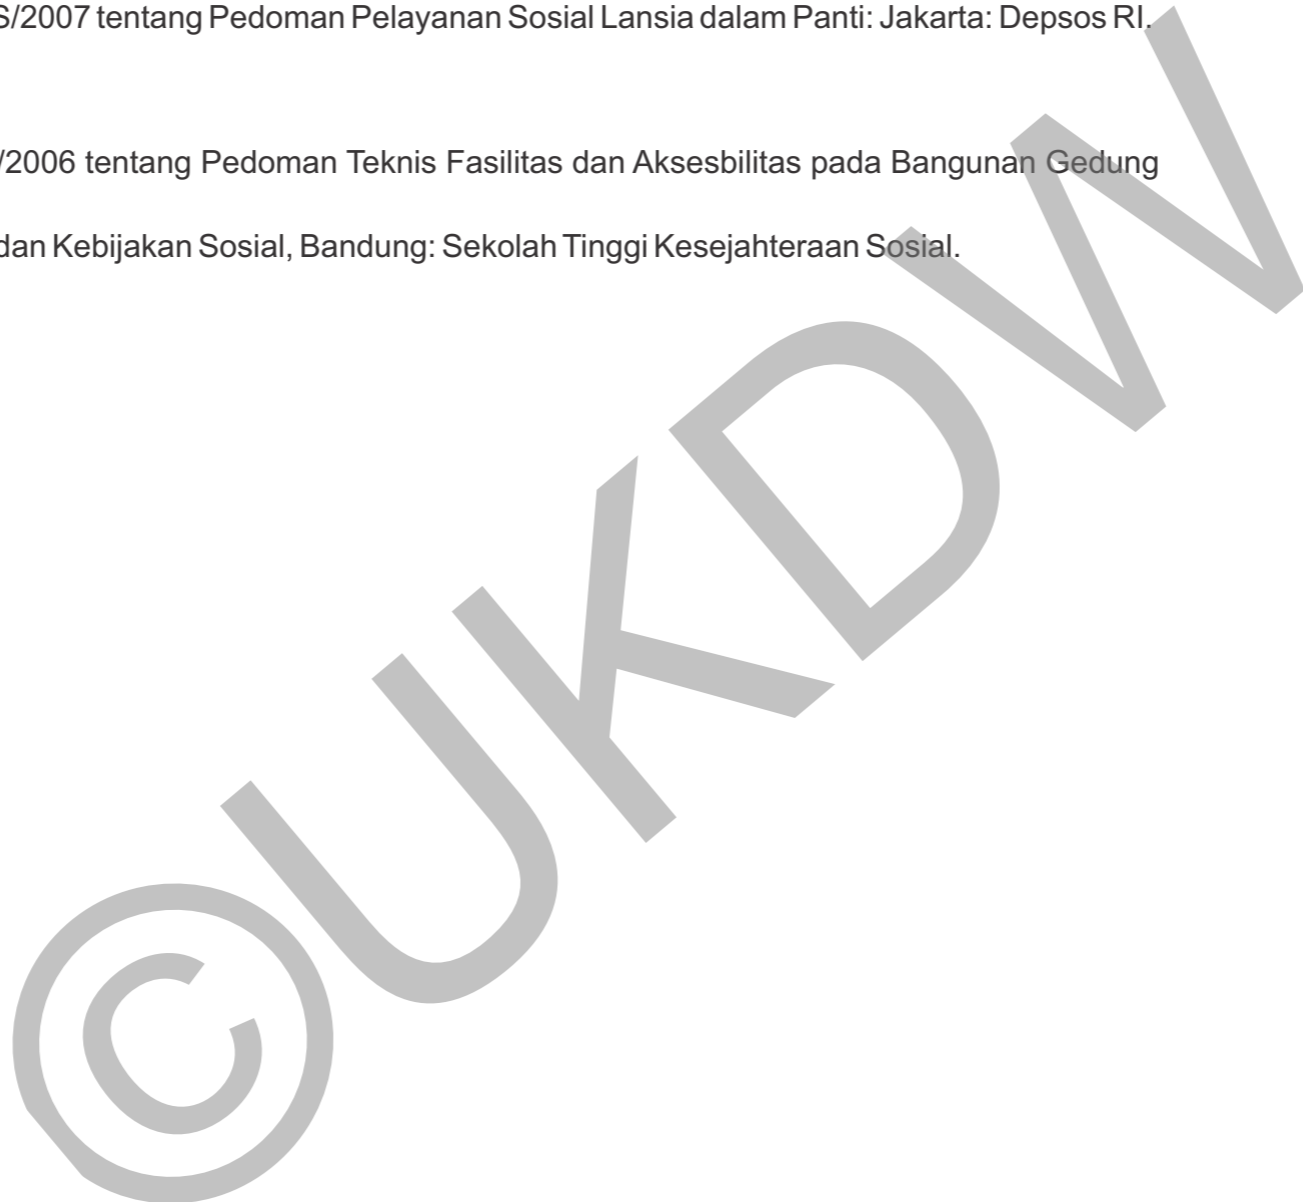 S/2007 tentang Pedoman Pelayanan Sosial Lansia dalam Panti: Jakarta: Depsos RI.
/2006 tentang Pedoman Teknis Fasilitas dan Aksesbilitas pada Bangunan Gedung
dan Kebijakan Sosial, Bandung: Sekolah Tinggi Kesejahteraan Sosial.
©UKDW